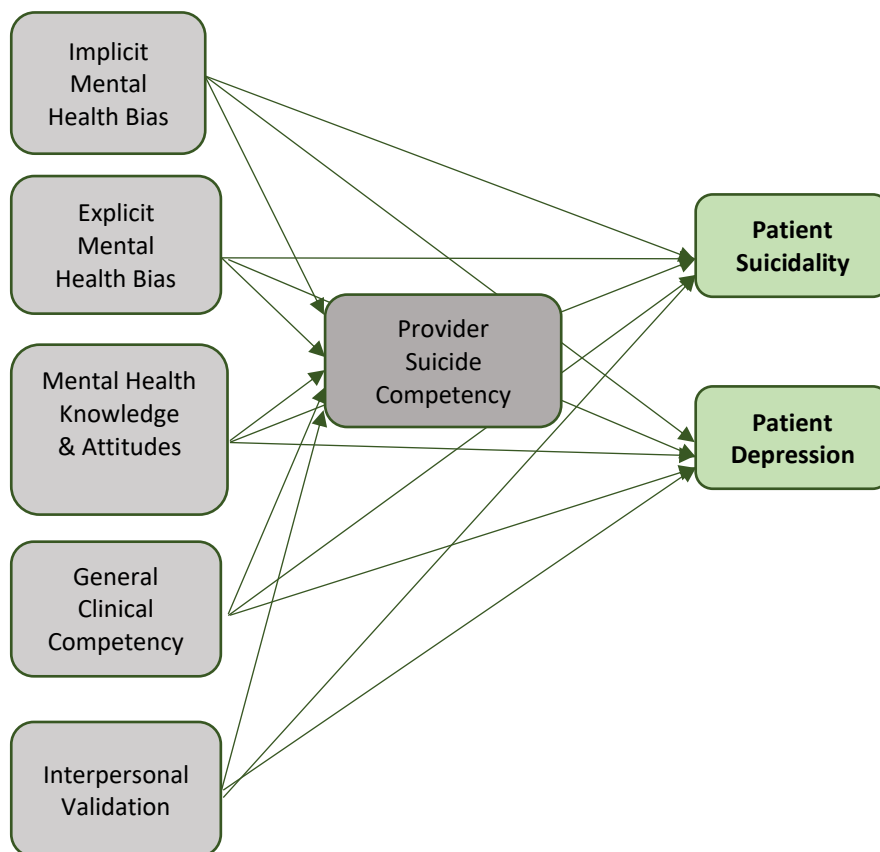 Implicit
Mental
Health Bias
Explicit
Mental
Health Bias
Mental Health
Knowledge
& Attitudes
General
Clinical
Competency
Interpersonal
Validation
Provider
Suicide
Competency
Patient
Suicidality
Patient
Depression